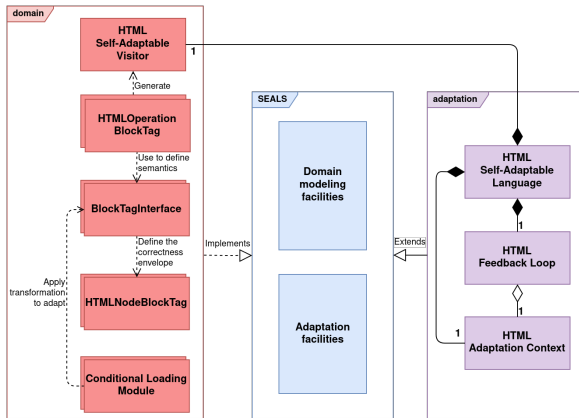 domain
HTML
Self-Adaptable
Visitor
1
Generate
HTMLOperation
BlockTag
Use to define
semantics
BlockTagInterface
Define the
correctness
envelope
HTMLNodeBlockTag
Apply
transformation
to adapt
Conditional Loading
Module
Implements
SEALS
Domain
modeling
facilities
Adaptation
facilities
Extends
adaptation
HTML
Self-Adaptable
Language
1
HTML
Feedback Loop
1
1
HTML
Adaptation Context